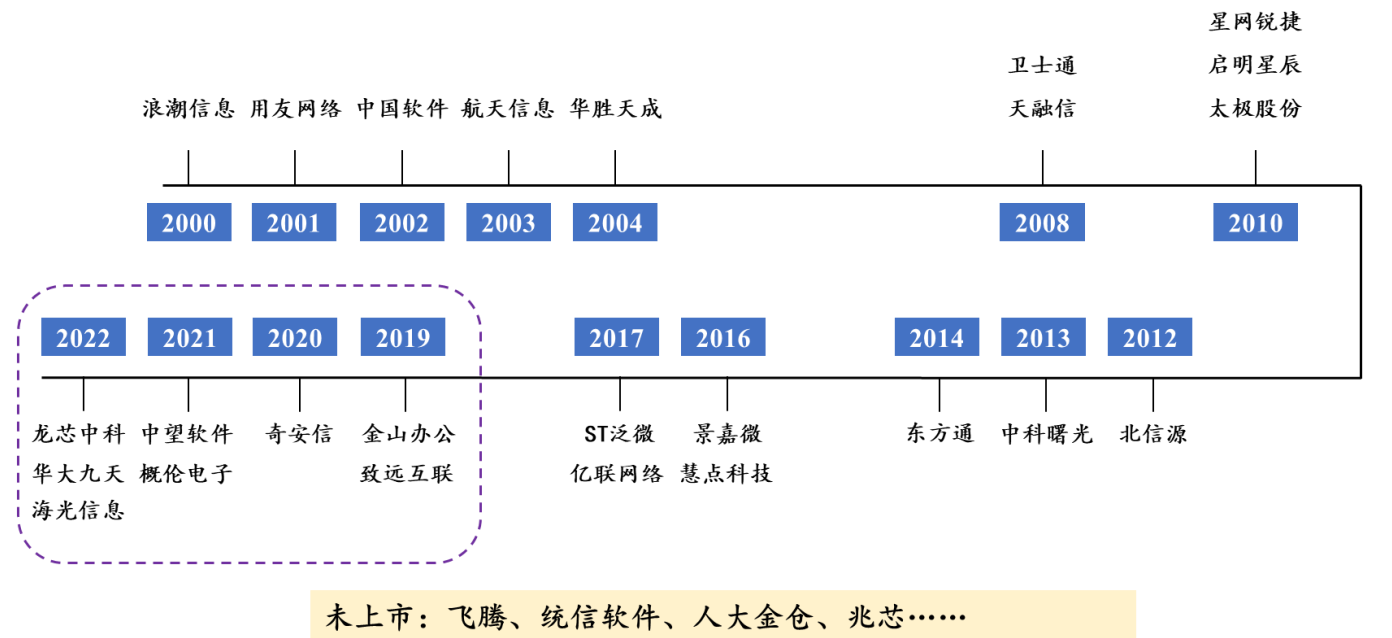 星网锐捷
卫士通
启明星辰
浪潮信息 用友网络 中国软件 航天信息 华胜天成
天融信
太极股份
2000 2001 2002 2003 2004 2008 2010
2022 2021 2020 2019 2017 2016 2014 2013 2012
龙芯中科 中望软件 奇安信 金山办公 ST泛微 景嘉微 东方通 中科曙光 北信源
华大九天 概伦电子 致远互联 亿联网络 慧点科技
海光信息
未上市：飞腾、统信软件、人大金仓、兆芯……